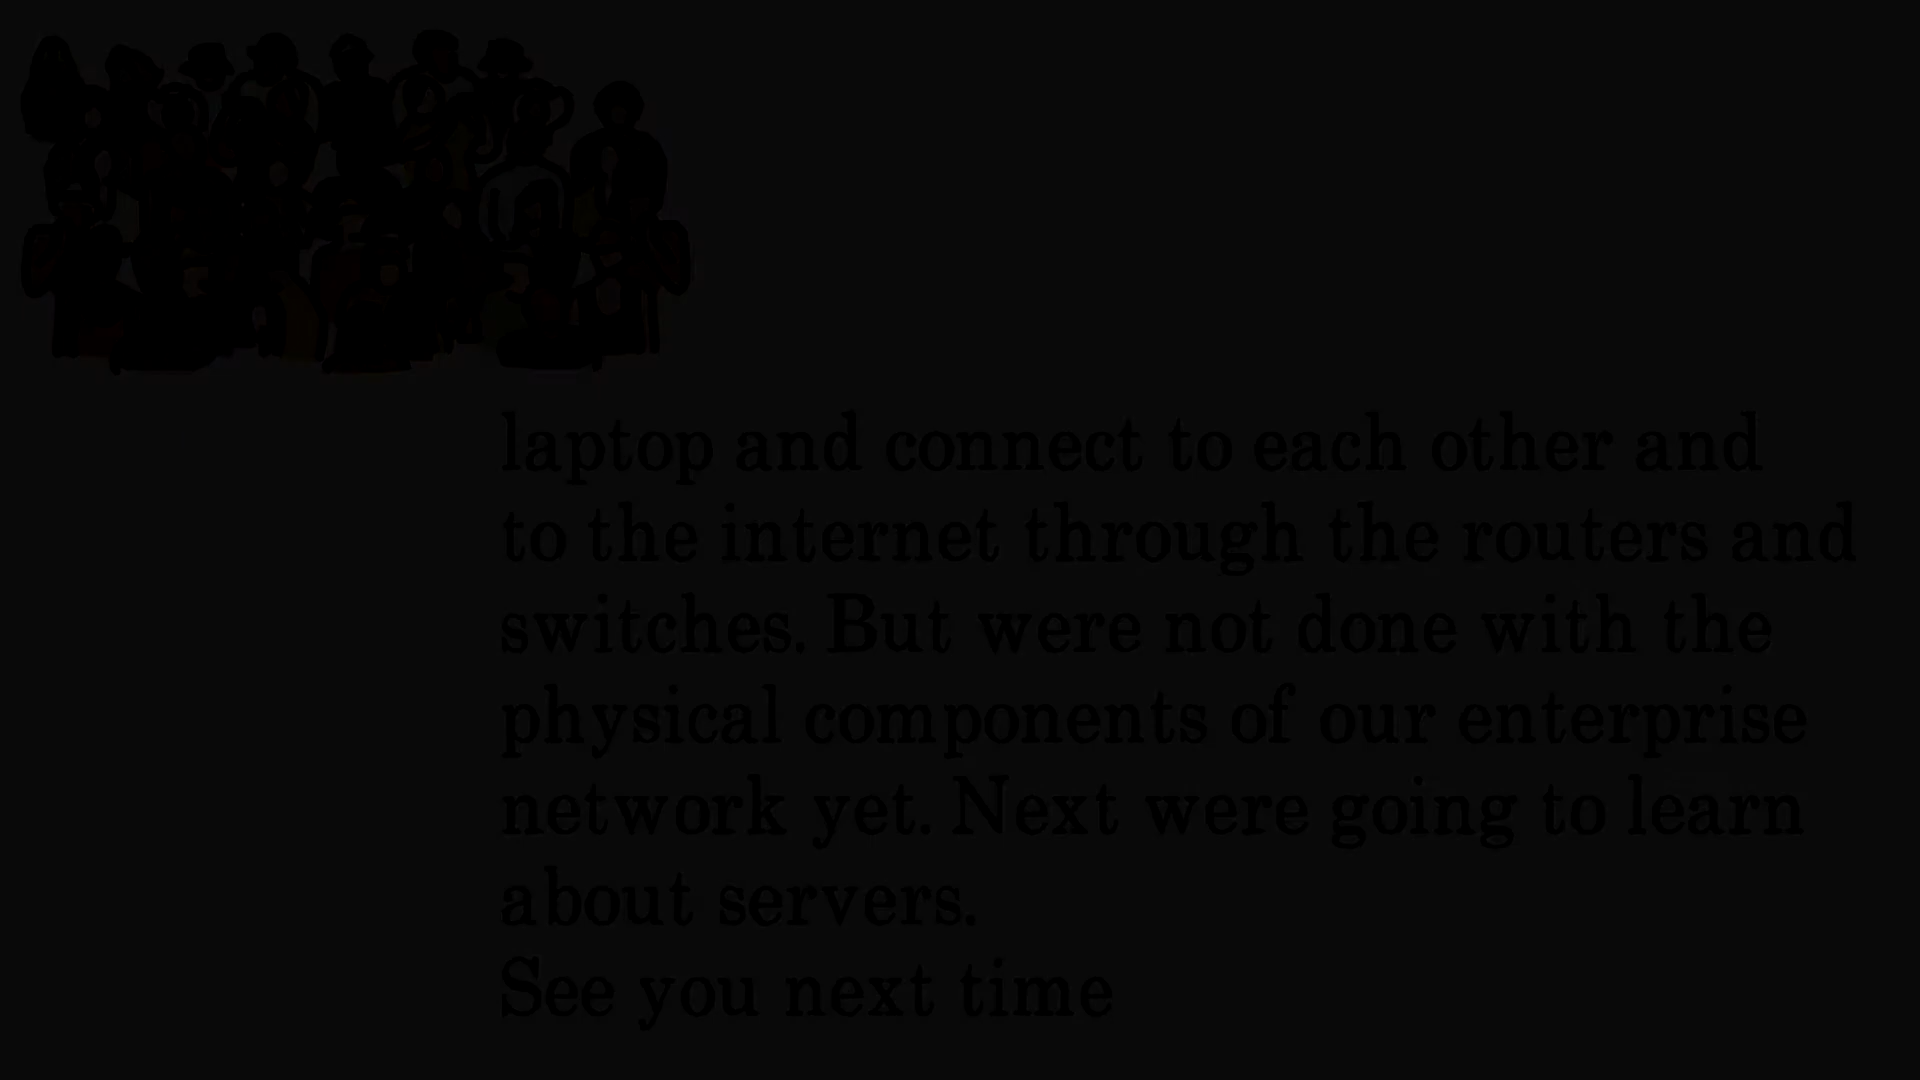 laptop and connect to each other and
to the internet through the routers and
switches. But were not done with the
physical components of our enterprise
network yet. Next were going to learn
about servers.
See you next time